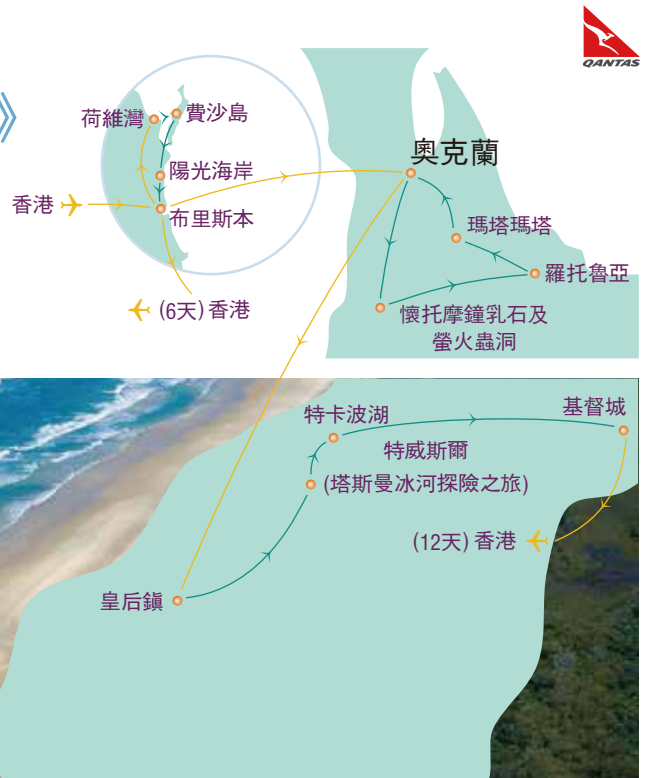 QANTAS
荷維灣
費沙島
陽光海岸
香港
布里斯本
(6天) 香港
奧克蘭
瑪塔瑪塔
羅托魯亞
懷托摩鐘乳石及
螢火蟲洞
特卡波湖
基督城
特威斯爾
(塔斯曼冰河探險之旅)
(12天) 香港
皇后鎮